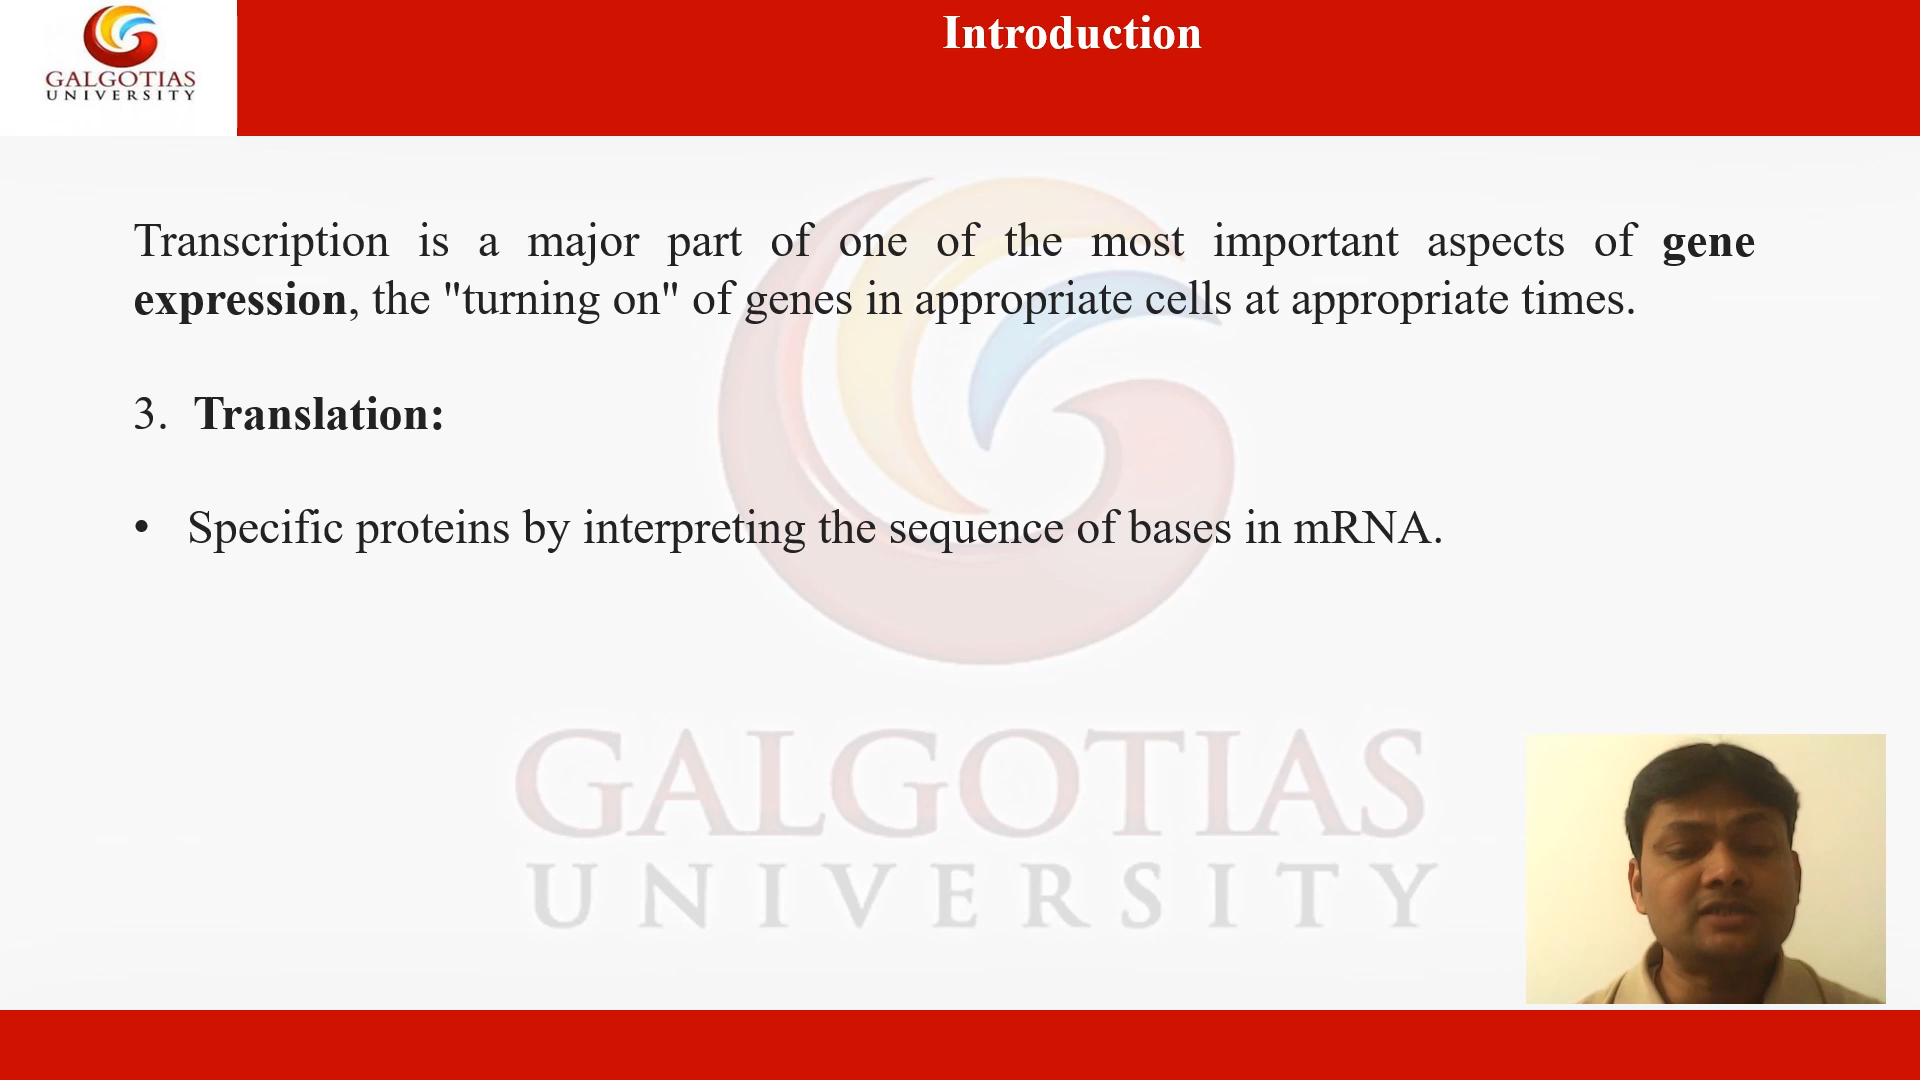 GALGOTIAS
UNIVERSITY
Introduction
Transcription is a major part of one of the most important aspects of gene
expression, the "turning on" of genes in appropriate cells at appropriate times.
3. Translation:
• Specific proteins by interpreting the sequence of bases in mRNA.
GALGOTIAS
UNIVERSITY